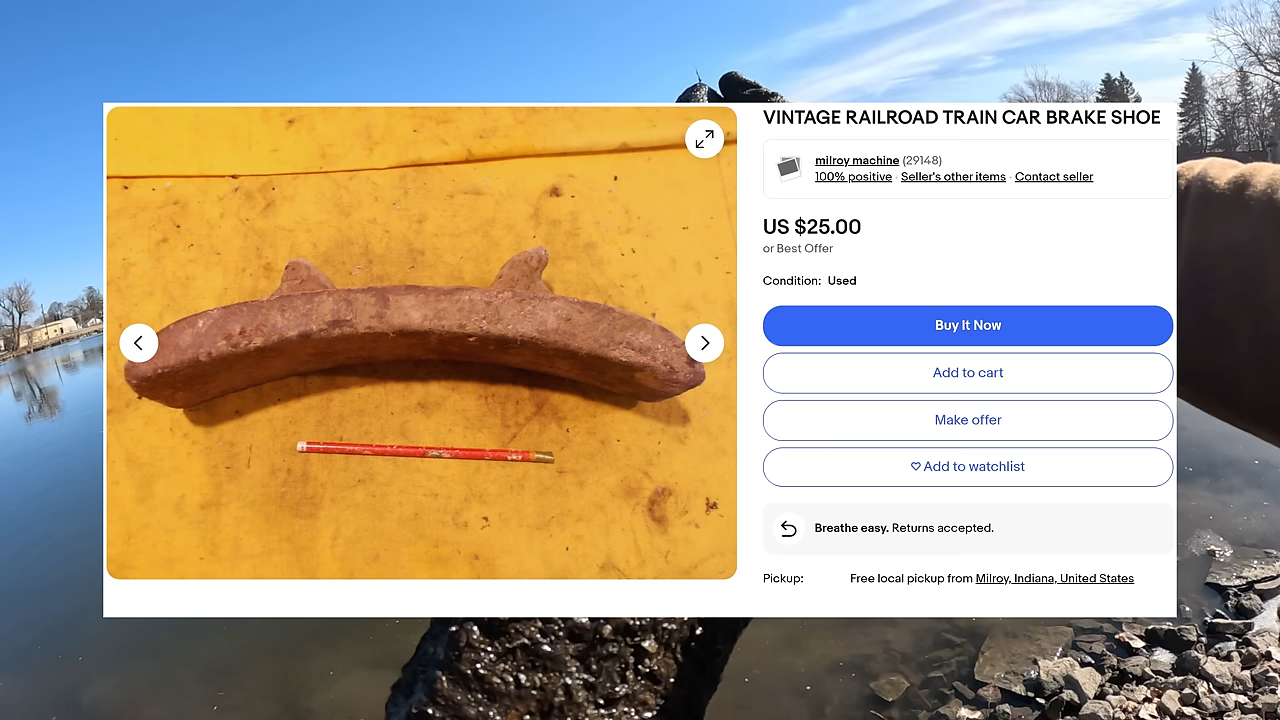 VINTAGE RAILROAD TRAIN CAR BRAKE SHOE
milroy machine (29148)
100% positive · Seller's other items · Contact seller
US $25.00
or Best Offer
Condition: Used
Buy It Now
Add to cart
Make offer
Add to watchlist
Breathe easy. Returns accepted.
Pickup: Free local pickup from Milroy, Indiana, United States